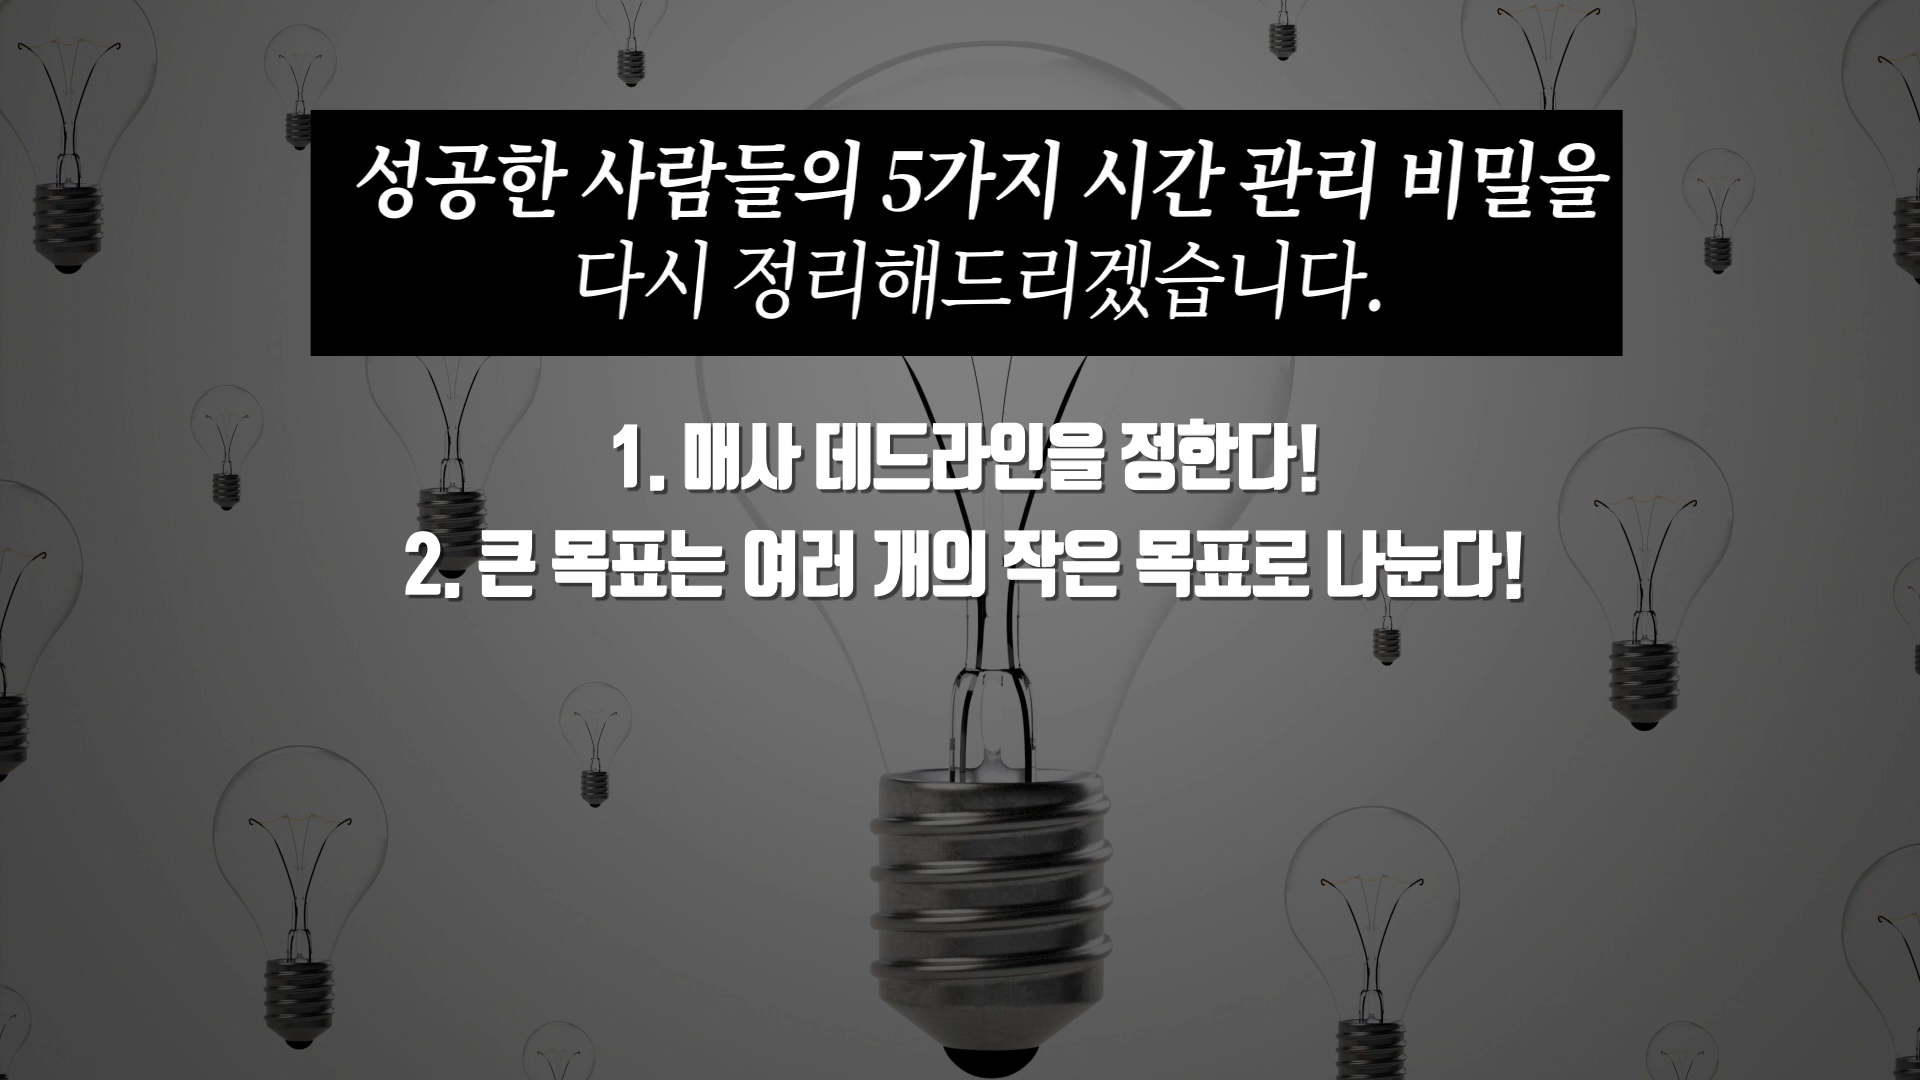 성공한 사람들의 5가지 시간 관리 비밀을
다시 정리해드리겠습니다.
1. 매사 데드라인을 정한다!
2. 큰 목표는 여러 개의 작은 목표로 나눈다!